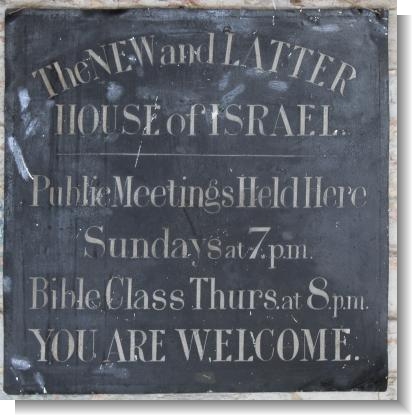 The NEW and LATTER
HOUSE of ISRAEL.
Public Meetings Held Here
Sundays at 7 p.m.
Bible Class Thurs. at 8 p.m.
YOU ARE WELCOME.